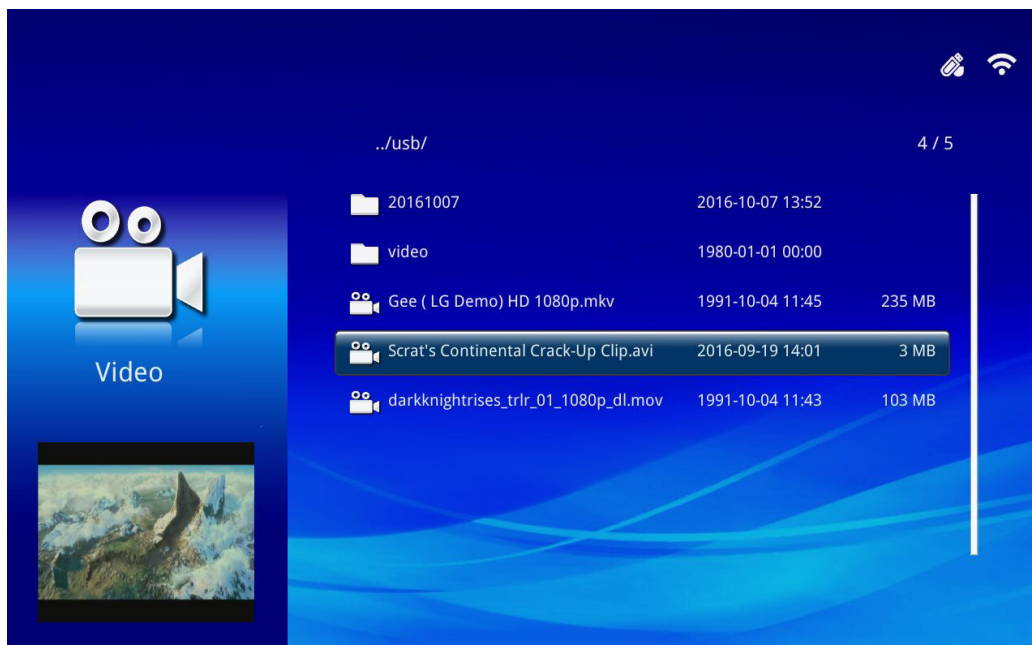 ../usb/ 4 / 5
20161007 2016-10-07 13:52
video 1980-01-01 00:00
Gee ( LG Demo) HD 1080p.mkv 1991-10-04 11:45 235 MB
Scrat's Continental Crack-Up Clip.avi 2016-09-19 14:01 3 MB
darkknightrises_trlr_01_1080p_dl.mov 1991-10-04 11:43 103 MB
Video